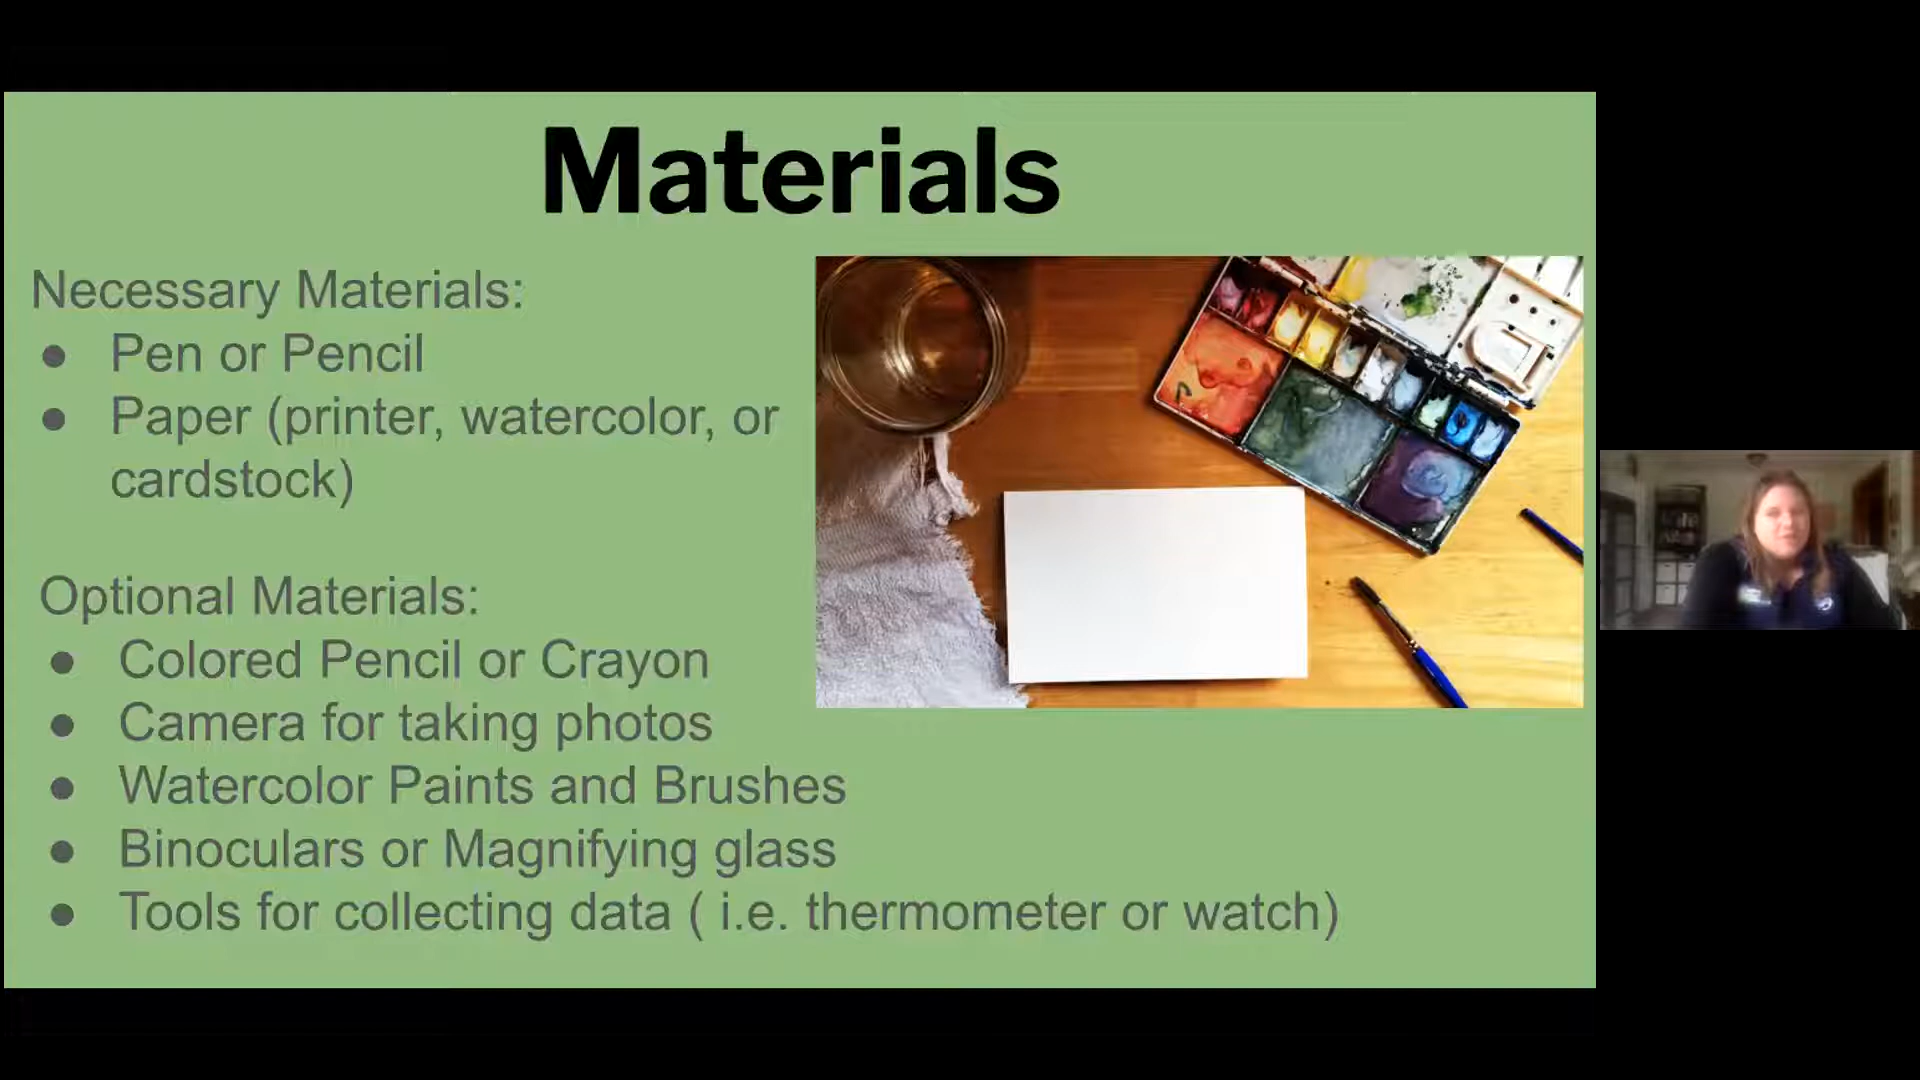 Materials
Necessary Materials:
● Pen or Pencil
● Paper (printer, watercolor, or
cardstock)
Optional Materials:
● Colored Pencil or Crayon
● Camera for taking photos
● Watercolor Paints and Brushes
● Binoculars or Magnifying glass
● Tools for collecting data ( i.e. thermometer or watch)